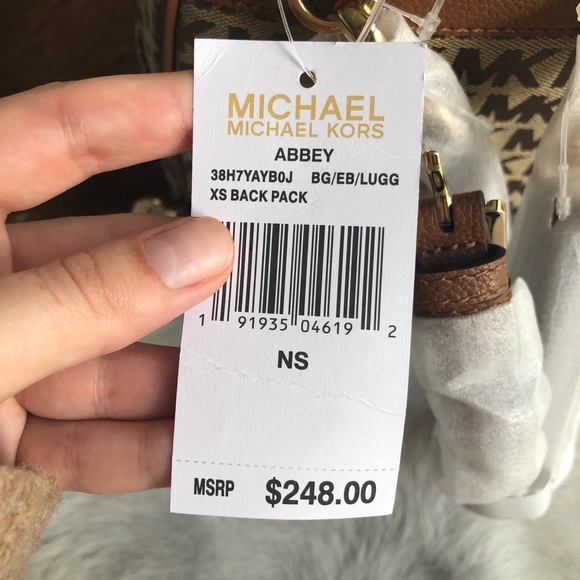 MICHAEL
MICHAEL KORS
ABBEY
38H7YAYB0J BG/EB/LUGG
XS BACK PACK
1 91935 04619 2
NS
MSRP $248.00
MK